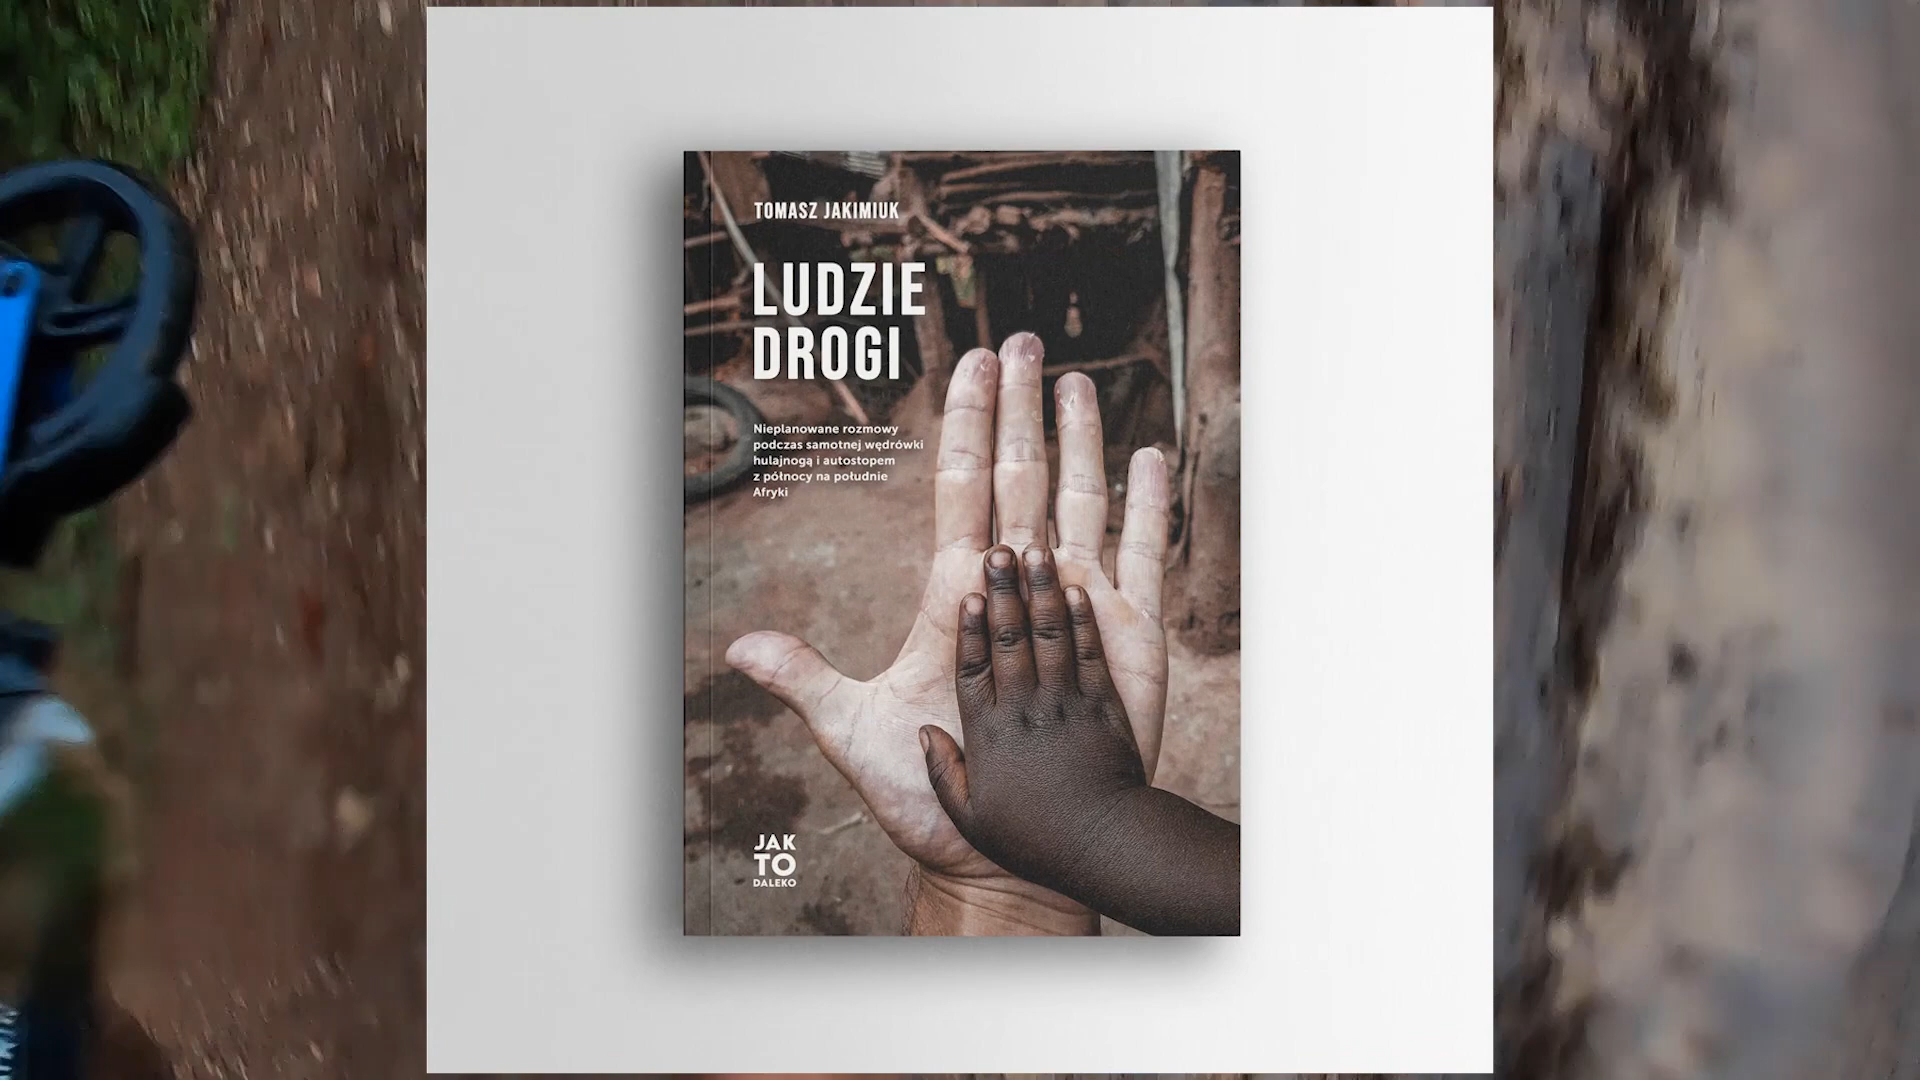 TOMASZ JAKIMIUK
LUDZIE
DROGI
Nieplanowane rozmowy
podczas samotnej wędrówki
hulajnogą i autostopem
z północy na południe
Afryki
JAK
TO
DALEKO